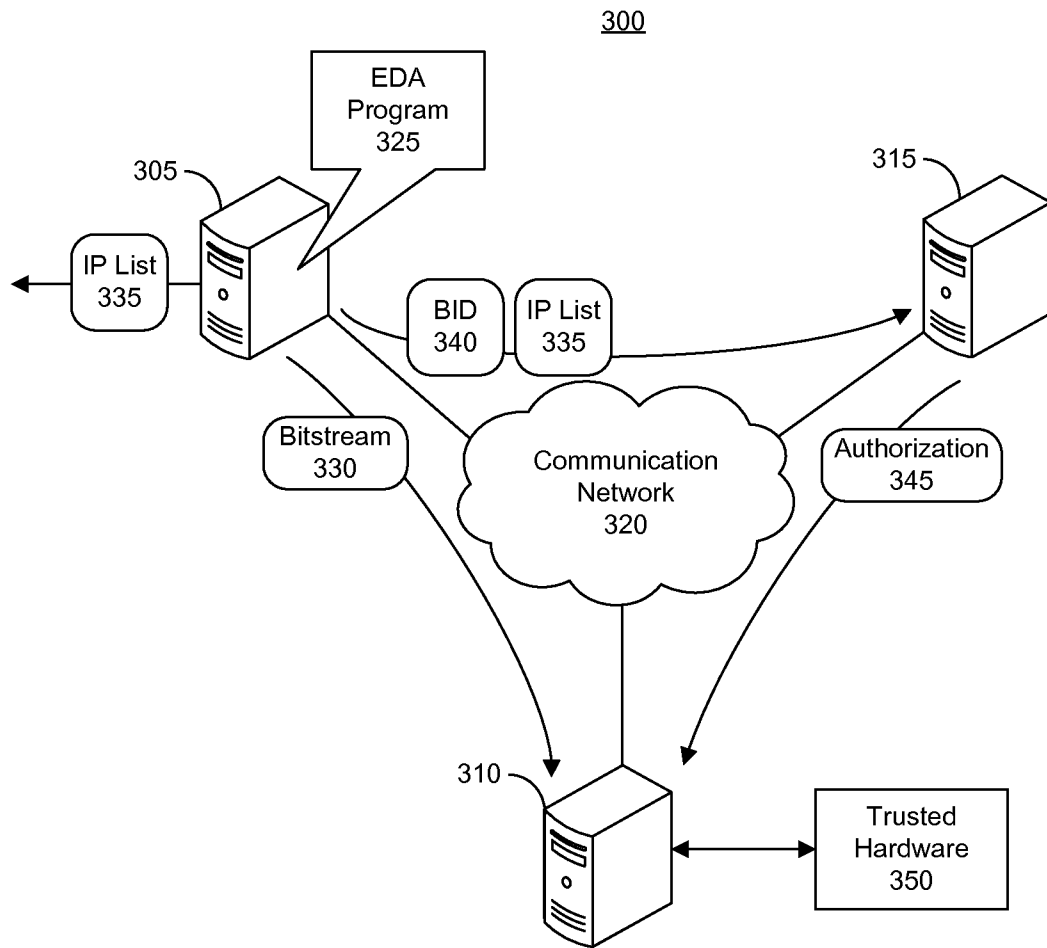 300
EDA
Program
325
305
315
IP List
335
BID
340
IP List
335
Bitstream
330
Communication
Network
320
Authorization
345
310
Trusted
Hardware
350